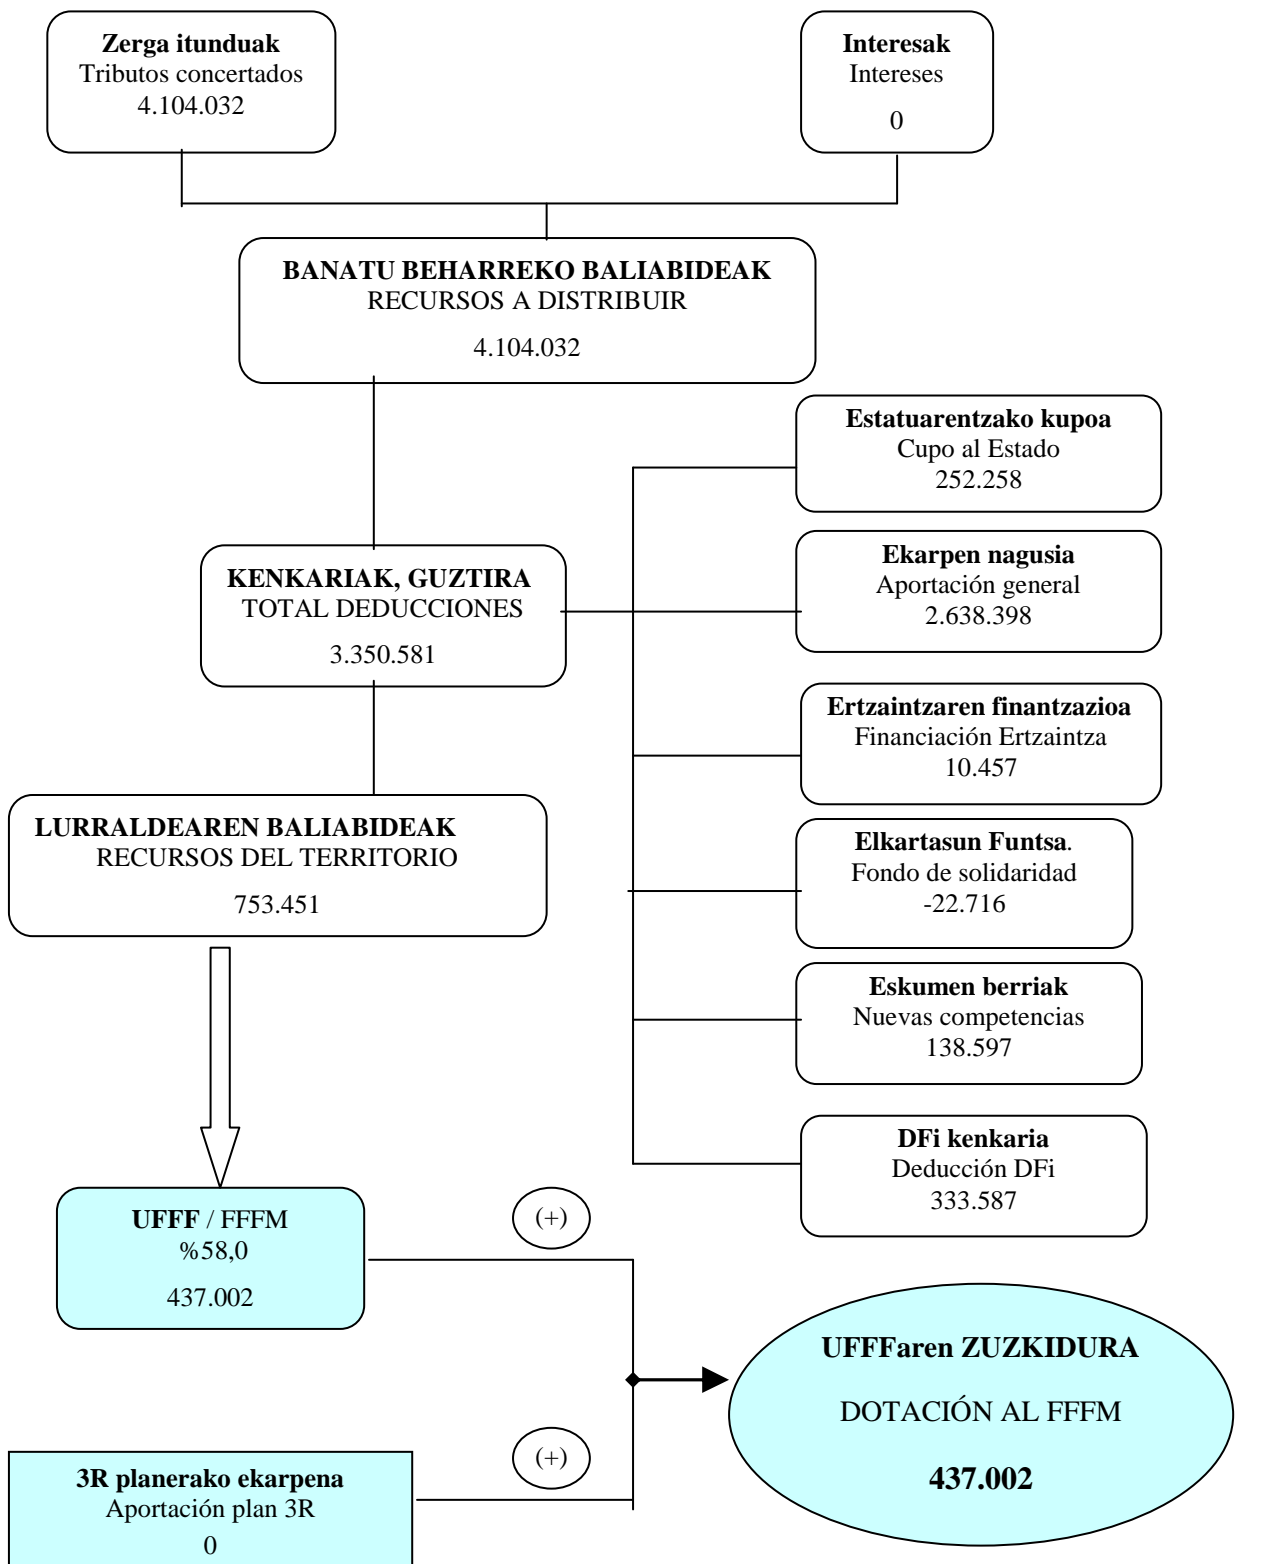 Zerga itunduak
Tributos concertados
4.104.032
Interesak
Intereses
0
BANATU BEHARREKO BALIABIDEAK
RECURSOS A DISTRIBUIR
4.104.032
Estatuarentzako kupoa
Cupo al Estado
252.258
Ekarpen nagusia
Aportación general
2.638.398
KENKARIAK, GUZTIRA
TOTAL DEDUCCIONES
3.350.581
Ertzaintzaren finantzazioa
Financiación Ertzaintza
10.457
LURRALDEAREN BALIABIDEAK
RECURSOS DEL TERRITORIO
753.451
Elkartasun Funtsa.
Fondo de solidaridad
-22.716
Eskumen berriak
Nuevas competencias
138.597
DFi kenkaria
Deducción DFi
333.587
UFFF / FFFM
%58,0
437.002
(+)
UFFFaren ZUZKIDURA
DOTACIÓN AL FFFM
437.002
(+)
3R planerako ekarpena
Aportación plan 3R
0